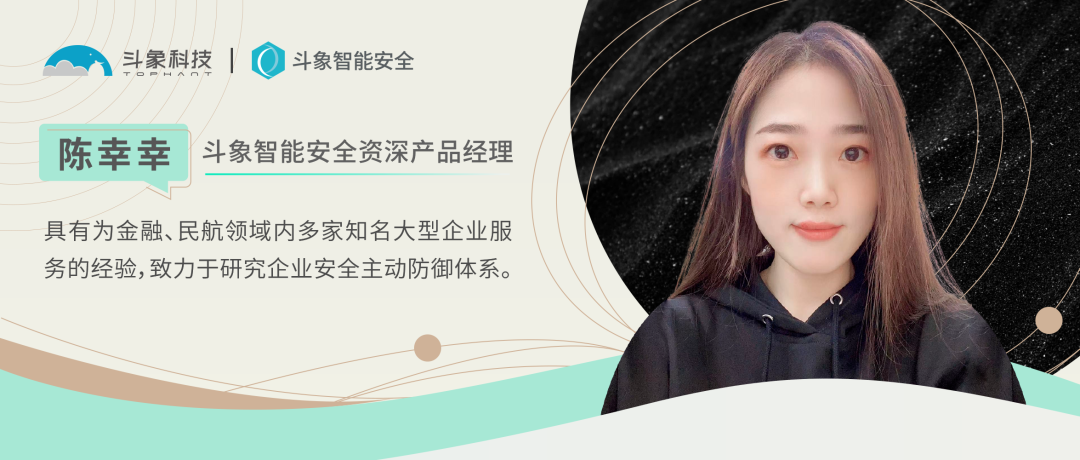 斗象科技
TOPHANT
斗象智能安全
陈幸幸
斗象智能安全资深产品经理
具有为金融、民航领域内多家知名大型企业服
务的经验,致力于研究企业安全主动防御体系。